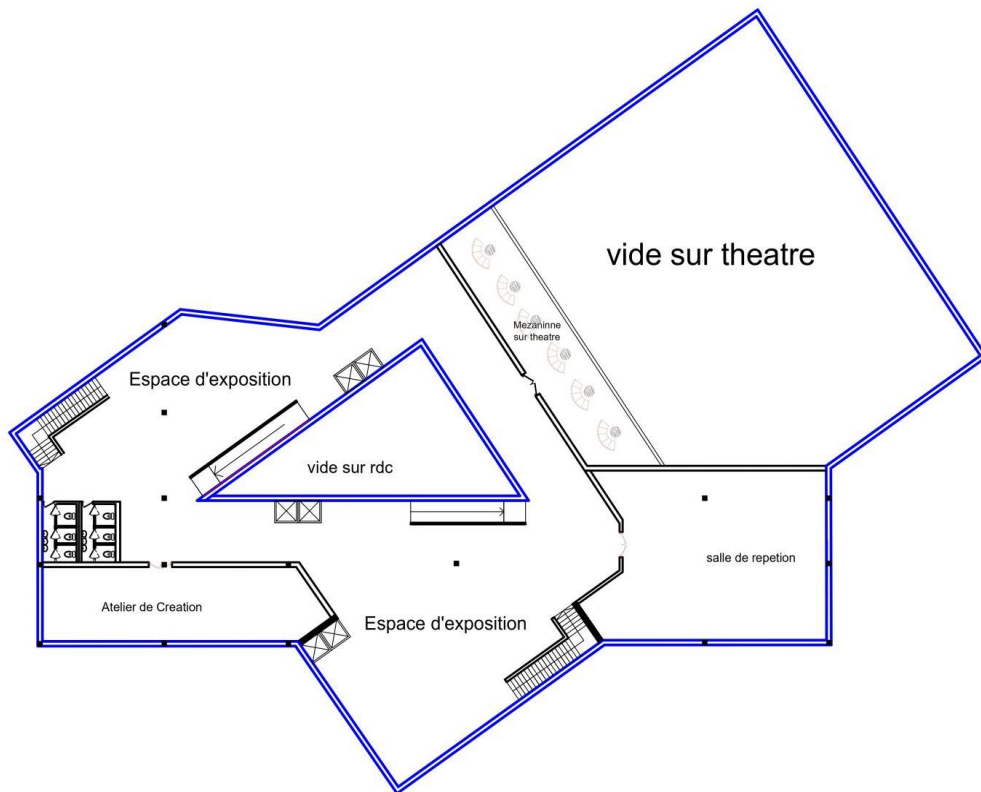 vide sur theatre
Mezaninne
sur theatre
Espace d'exposition
vide sur rdc
salle de repetion
Atelier de Creation
Espace d'exposition